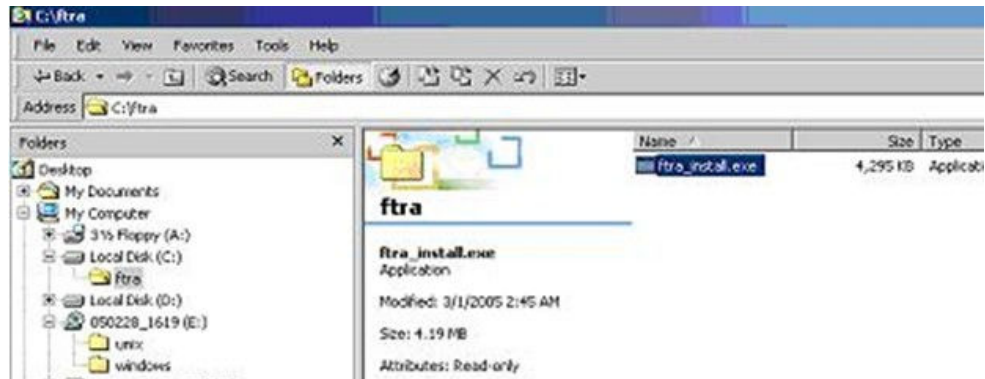 C:\ftra
File Edit View Favorites Tools Help
Back Search Folders
Address C:\ftra
Folders
Desktop
My Documents
My Computer
3½ Floppy (A:)
Local Disk (C:)
ftra
Local Disk (D:)
050228_1619 (E:)
unix
windows
ftra
ftra_install.exe
Application
Modified: 3/1/2005 2:45 AM
Size: 4.19 MB
Attributes: Read-only
Name Size Type
ftra_install.exe 4,295 KB Applicati